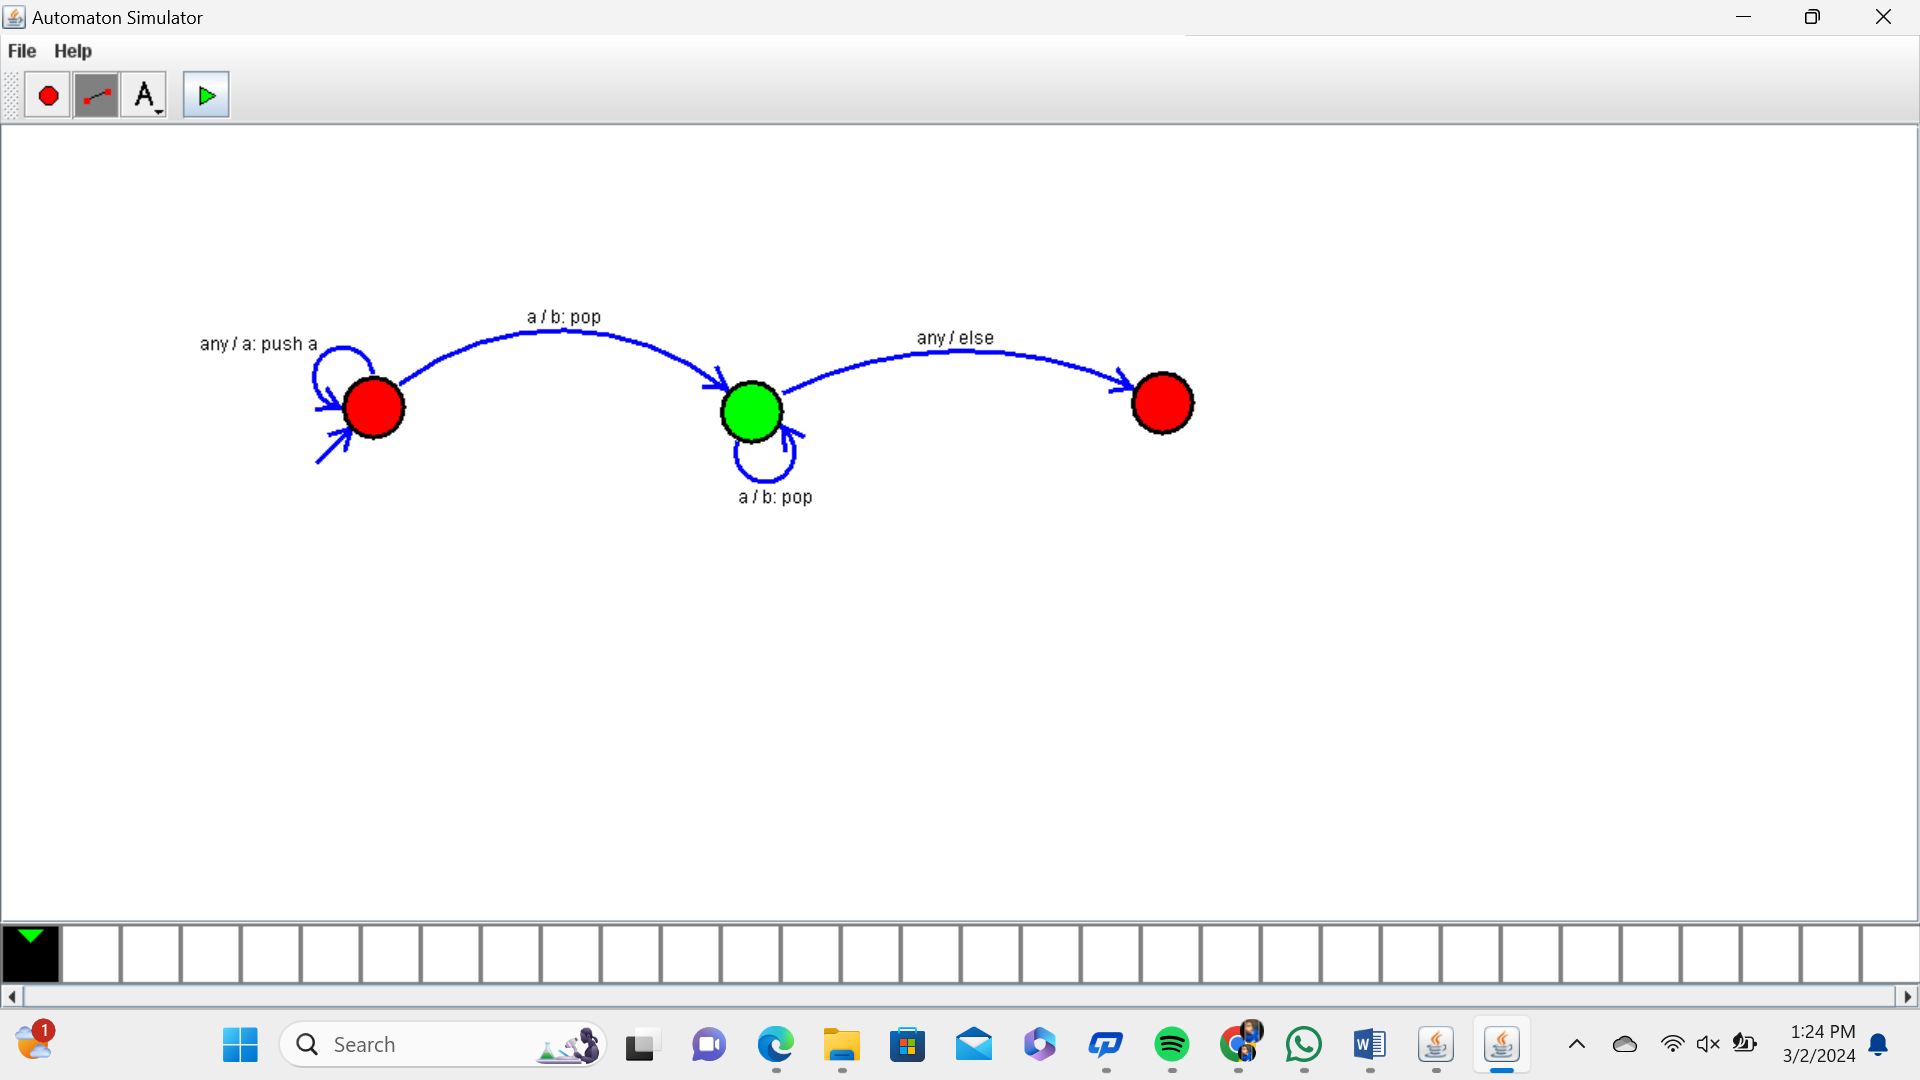 Automaton Simulator
File Help
A
a / b: pop
any / else
any / a: push a
a / b: pop
1
Search
1:24 PM
3/2/2024